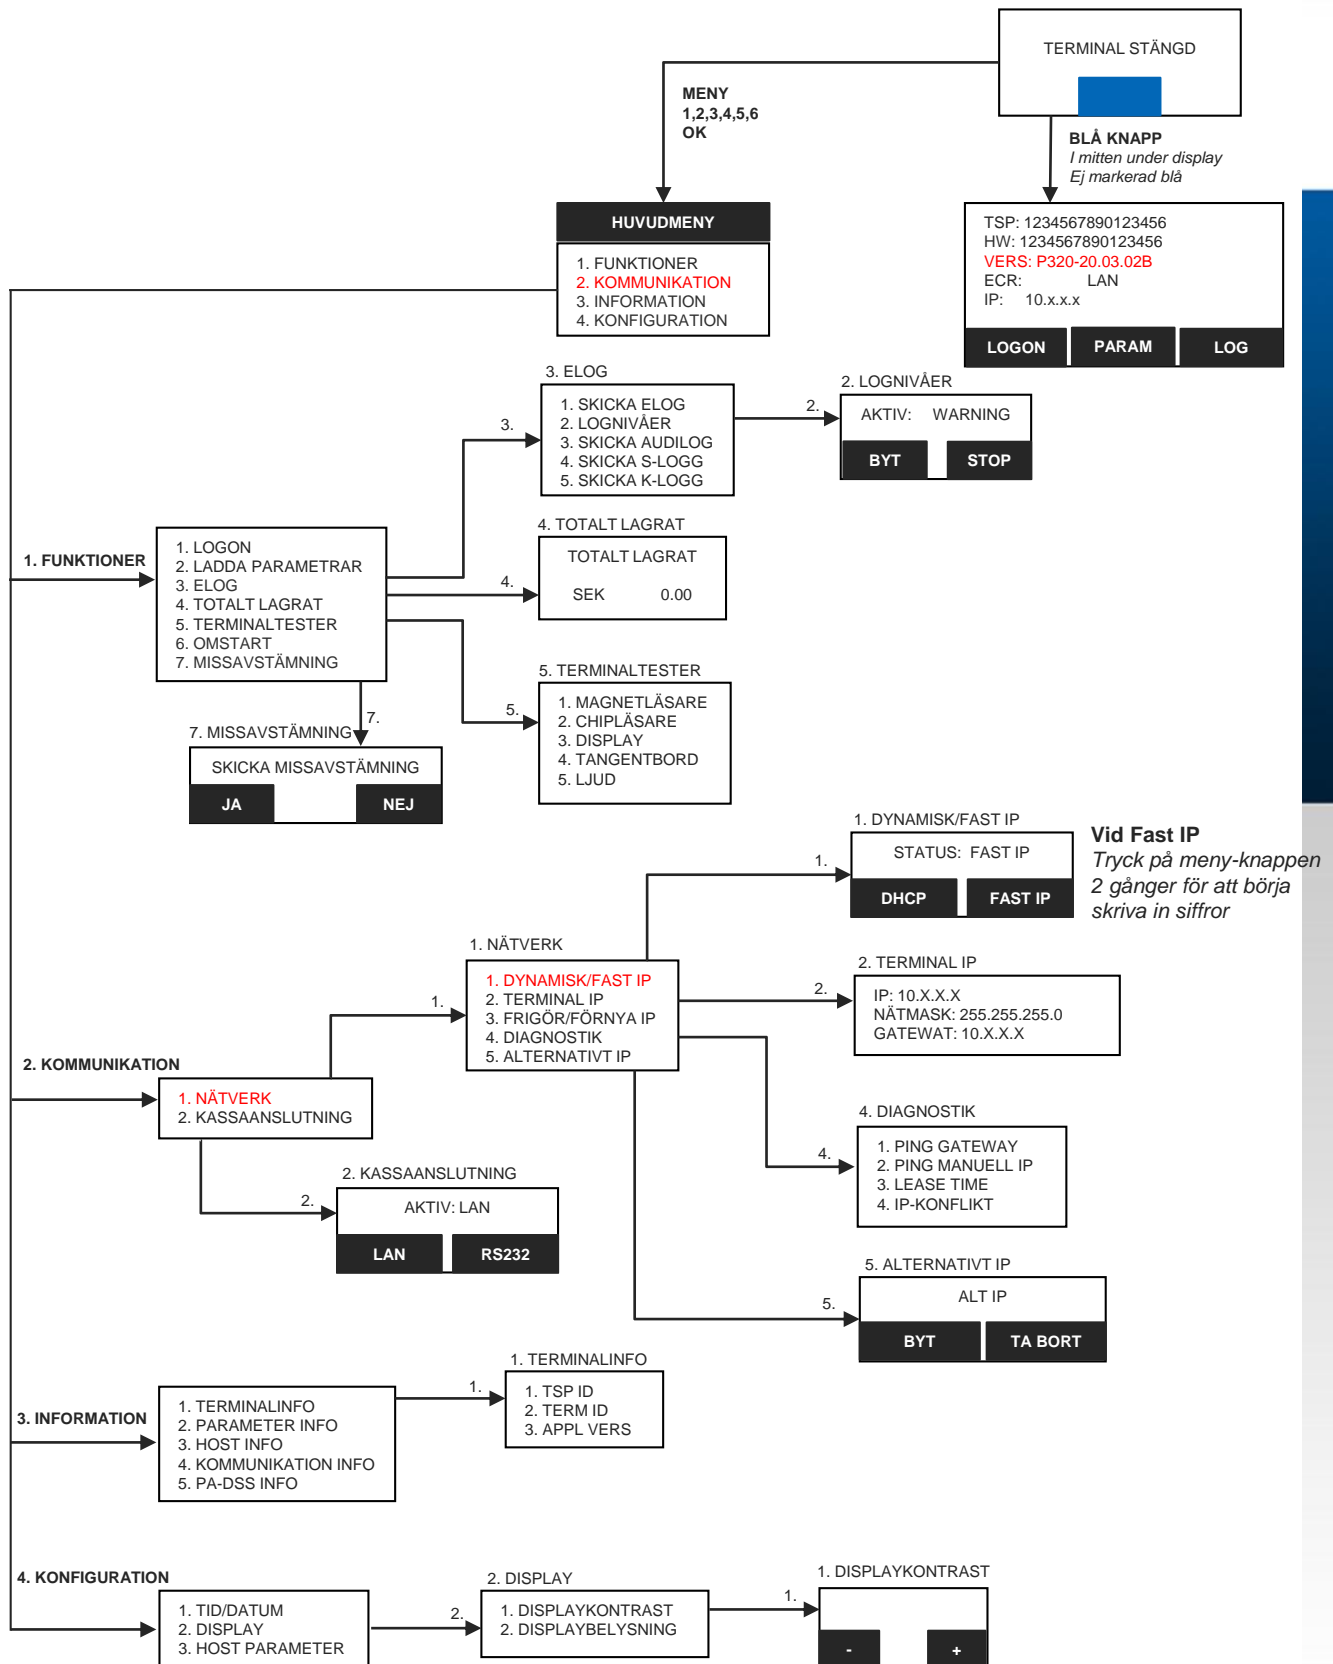 TERMINAL STÄNGD
MENY
1,2,3,4,5,6
OK
BLÅ KNAPP
I mitten under display
Ej markerad blå
HUVUDMENY
1. FUNKTIONER
2. KOMMUNIKATION
3. INFORMATION
4. KONFIGURATION
TSP: 1234567890123456
HW: 1234567890123456
VERS: P320-20.03.02B
ECR: LAN
IP: 10.x.x.x
LOGON PARAM LOG
3. ELOG
1. SKICKA ELOG
2. LOGNIVÅER
3. SKICKA AUDILOG
4. SKICKA S-LOGG
5. SKICKA K-LOGG
3.
2.
2. LOGNIVÅER
AKTIV: WARNING
BYT STOP
1. FUNKTIONER
1. LOGON
2. LADDA PARAMETRAR
3. ELOG
4. TOTALT LAGRAT
5. TERMINALTESTER
6. OMSTART
7. MISSAVSTÄMNING
4. TOTALT LAGRAT
4.
TOTALT LAGRAT
SEK 0.00
5. TERMINALTESTER
5.
1. MAGNETLÄSARE
2. CHIPLÄSARE
3. DISPLAY
4. TANGENTBORD
5. LJUD
7.
7. MISSAVSTÄMNING
SKICKA MISSAVSTÄMNING
JA NEJ
1. DYNAMISK/FAST IP
1.
STATUS: FAST IP
DHCP FAST IP
Vid Fast IP
Tryck på meny-knappen
2 gånger för att börja
skriva in siffror
1. NÄTVERK
1.
1. DYNAMISK/FAST IP
2. TERMINAL IP
3. FRIGÖR/FÖRNYA IP
4. DIAGNOSTIK
5. ALTERNATIVT IP
2. TERMINAL IP
2.
IP: 10.X.X.X
NÄTMASK: 255.255.255.0
GATEWAT: 10.X.X.X
2. KOMMUNIKATION
1. NÄTVERK
2. KASSAANSLUTNING
4. DIAGNOSTIK
4.
1. PING GATEWAY
2. PING MANUELL IP
3. LEASE TIME
4. IP-KONFLIKT
2. KASSAANSLUTNING
2.
AKTIV: LAN
LAN RS232
5. ALTERNATIVT IP
5.
ALT IP
BYT TA BORT
3. INFORMATION
1. TERMINALINFO
2. PARAMETER INFO
3. HOST INFO
4. KOMMUNIKATION INFO
5. PA-DSS INFO
1. TERMINALINFO
1.
1. TSP ID
2. TERM ID
3. APPL VERS
4. KONFIGURATION
1. TID/DATUM
2. DISPLAY
3. HOST PARAMETER
2. DISPLAY
2.
1. DISPLAYKONTRAST
2. DISPLAYBELYSNING
1. DISPLAYKONTRAST
1.
- +